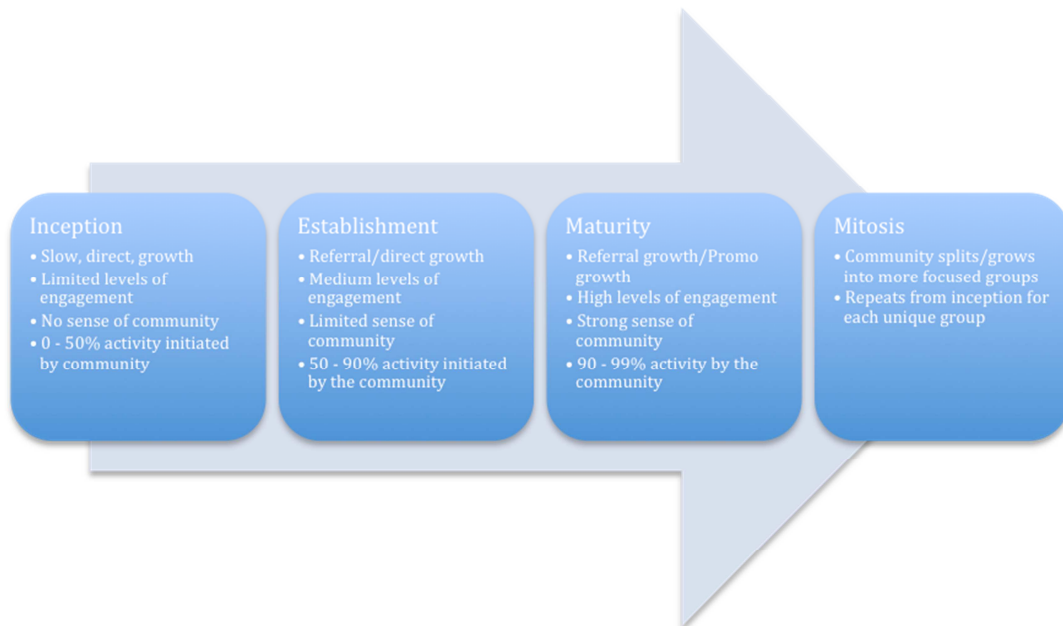 Inception
• Slow, direct, growth
• Limited levels of
engagement
• No sense of community
• 0 - 50% activity initiated
by community
Establishment
• Referral/direct growth
• Medium levels of
engagement
• Limited sense of
community
• 50 - 90% activity initiated
by the community
Maturity
• Referral growth/Promo
growth
• High levels of engagement
• Strong sense of
community
• 90 - 99% activity by the
community
Mitosis
• Community splits/grows
into more focused groups
• Repeats from inception for
each unique group